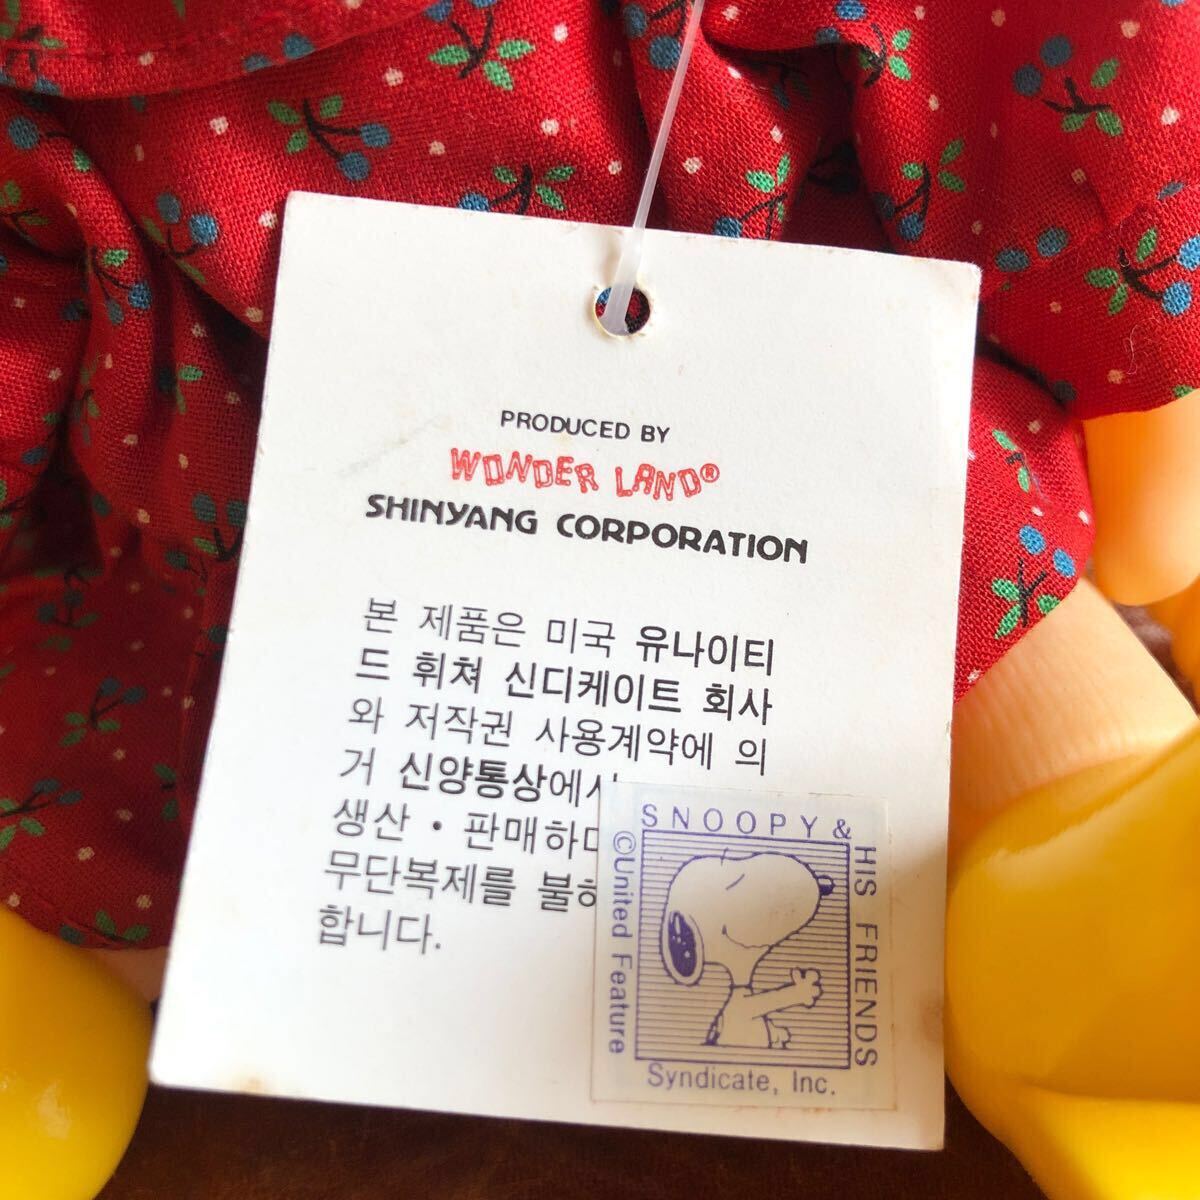 PRODUCED BY
WONDER LAND®
SHINYANG CORPORATION
본 제품은 미국 유나이티
드 휘쳐 신디케이트 회사
와 저작권 사용계약에 의
거 신양통상에서
생산·판매하며
무단복제를 불허
합니다.
SNOOPY &
HIS FRIENDS
©United Feature
Syndicate, Inc.